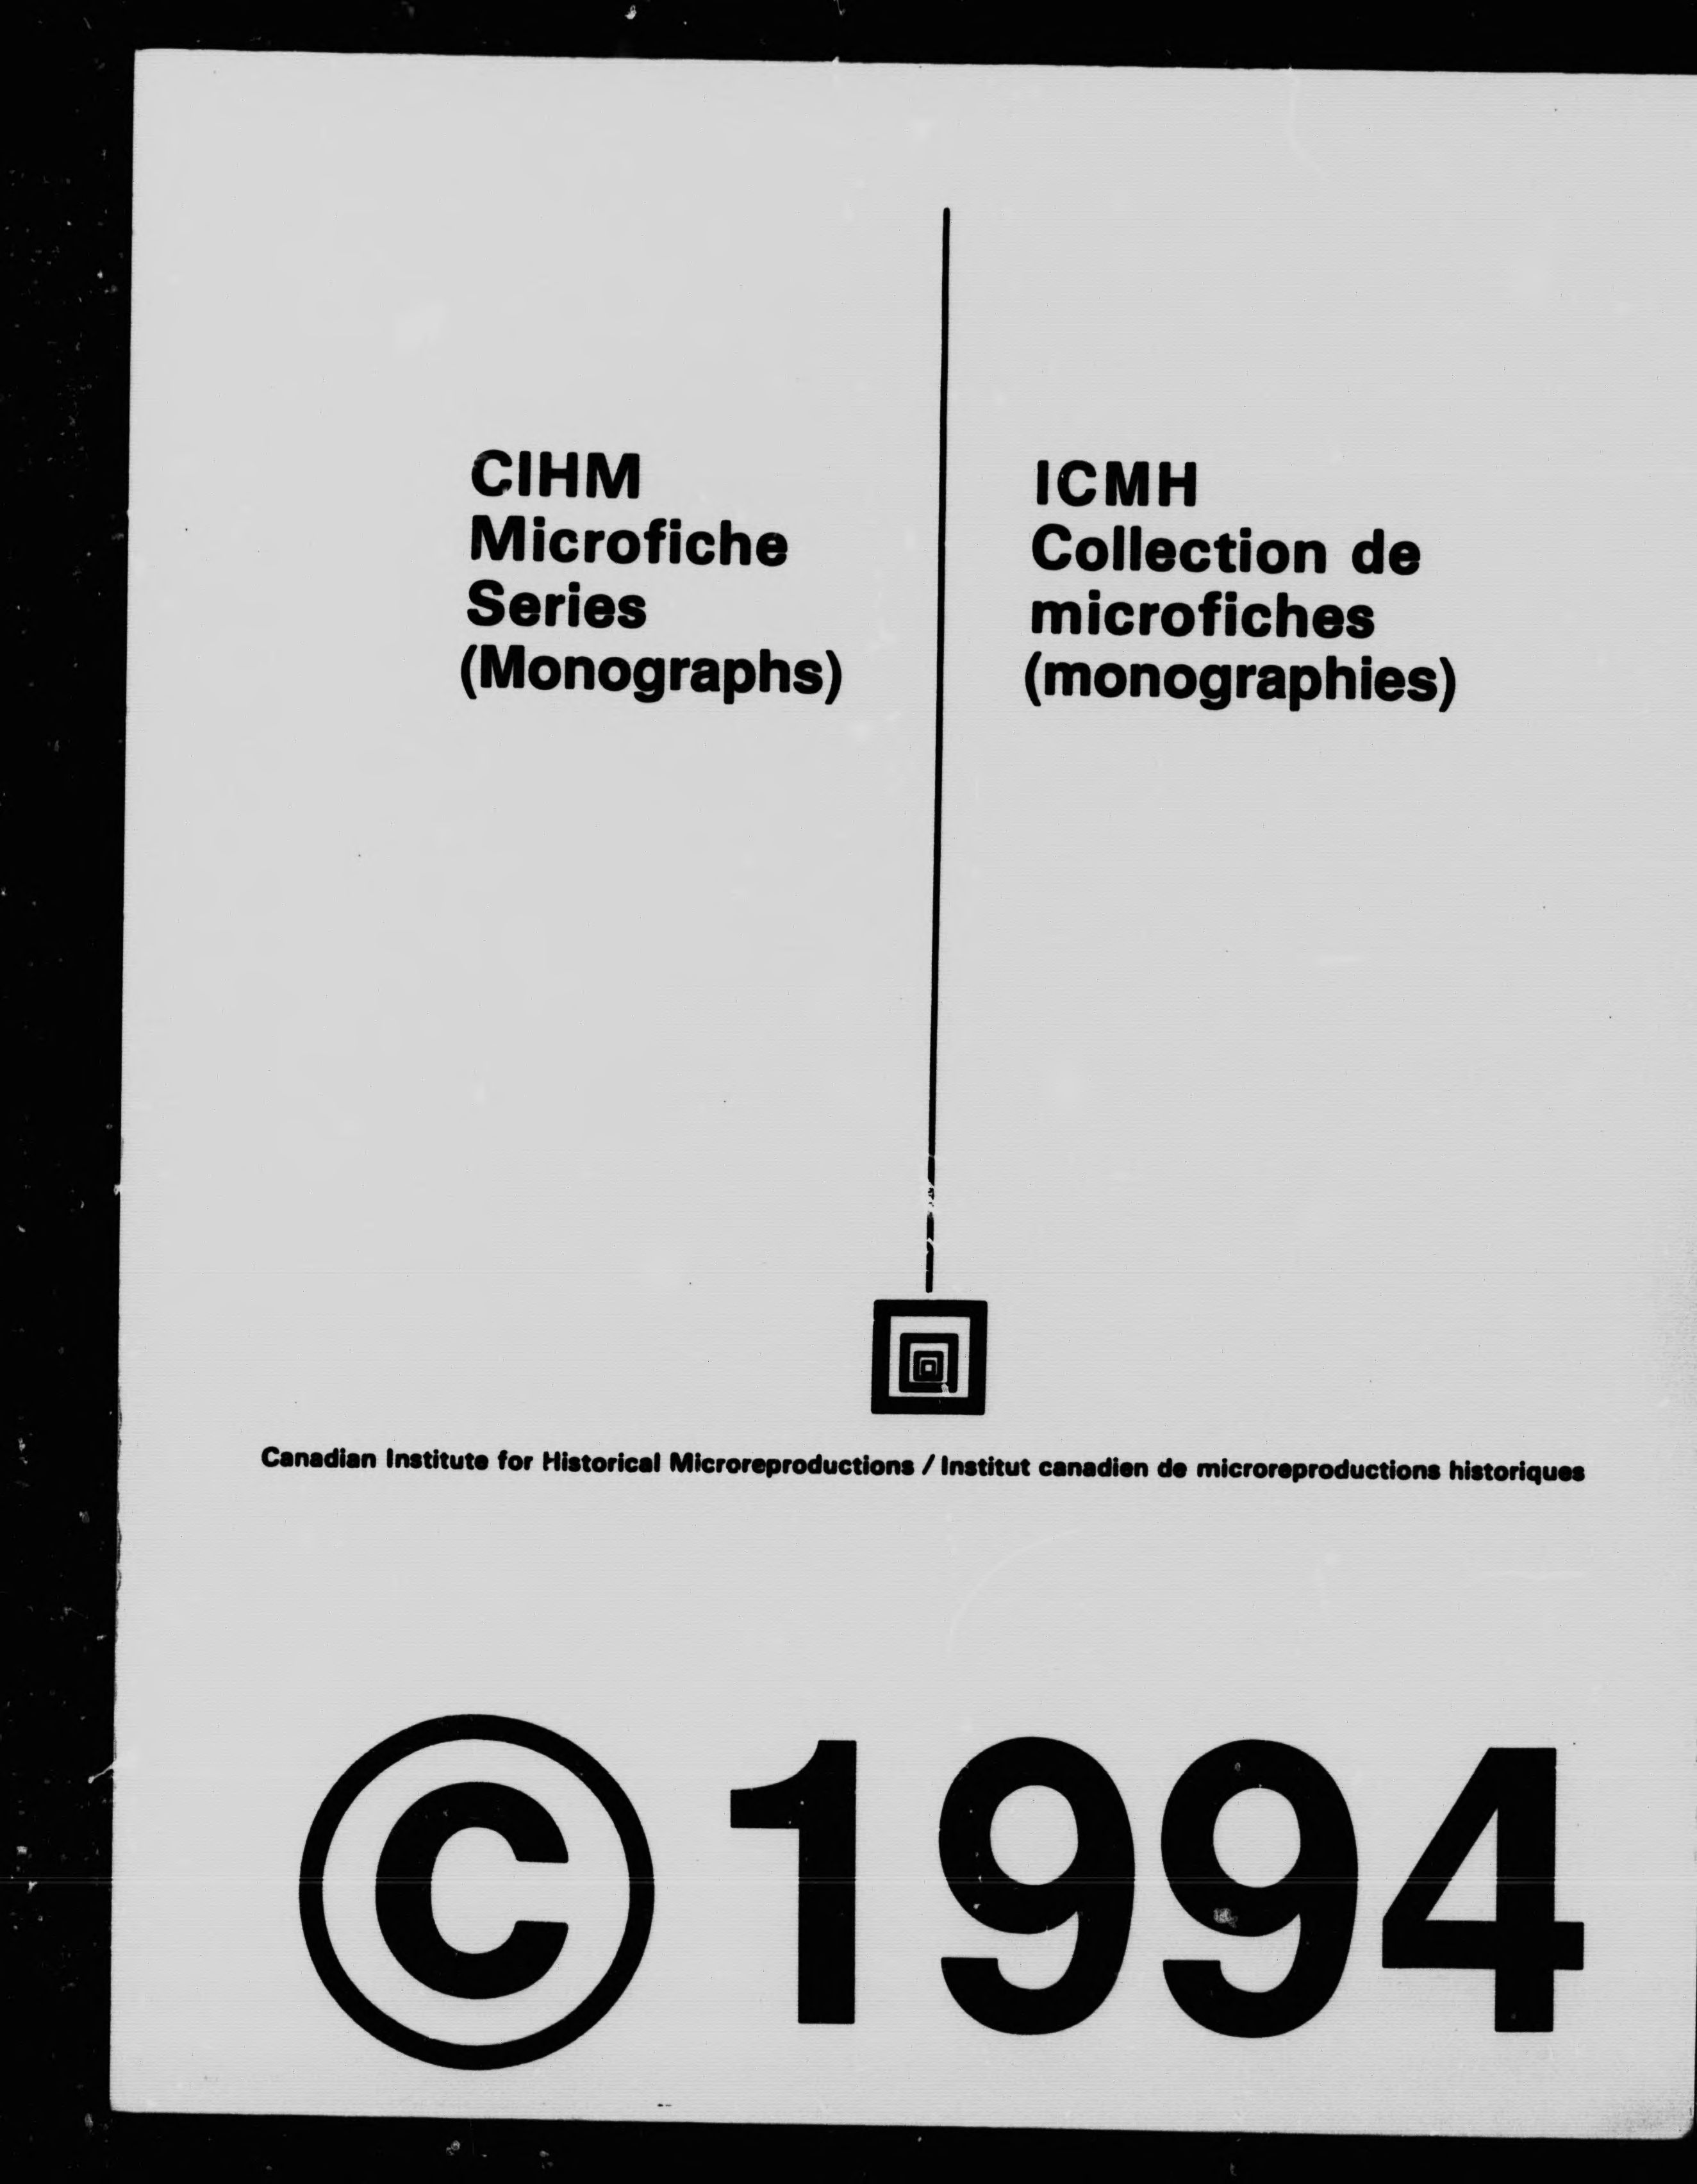 CIHM
Microfiche
Series
(Monographs)
ICMH
Collection de
microfiches
(monographies)
Canadian Institute for Historical Microreproductions / Institut canadien de microreproductions historiques
©1994